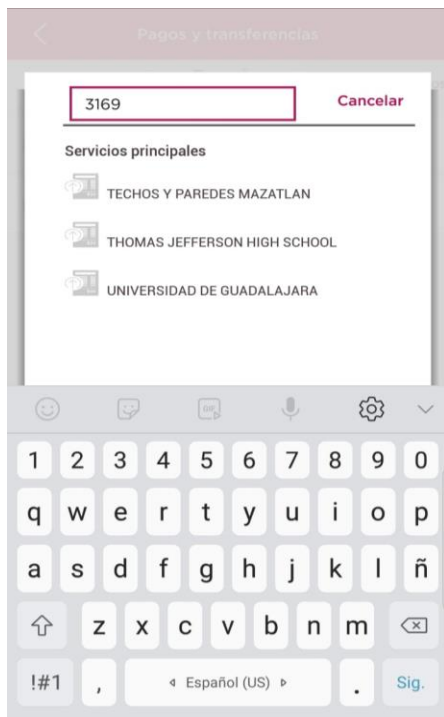 Pagos y transferencias
3169 Cancelar
Servicios principales
TECHOS Y PAREDES MAZATLAN
THOMAS JEFFERSON HIGH SCHOOL
UNIVERSIDAD DE GUADALAJARA
GIF
1 2 3 4 5 6 7 8 9 0
q w e r t y u i o p
a s d f g h j k l ñ
z x c v b n m
!#1 , Español (US) . Sig.